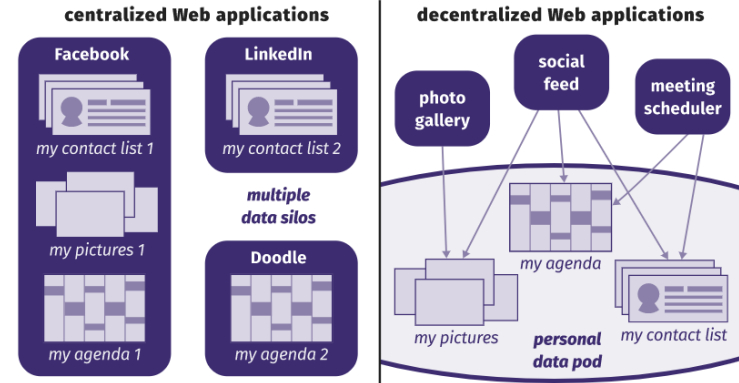 centralized Web applications
Facebook
my contact list 1
my pictures 1
my agenda 1
LinkedIn
my contact list 2
multiple
data silos
Doodle
my agenda 2
decentralized Web applications
photo
gallery
social
feed
meeting
scheduler
my agenda
my pictures
my contact list
personal
data pod